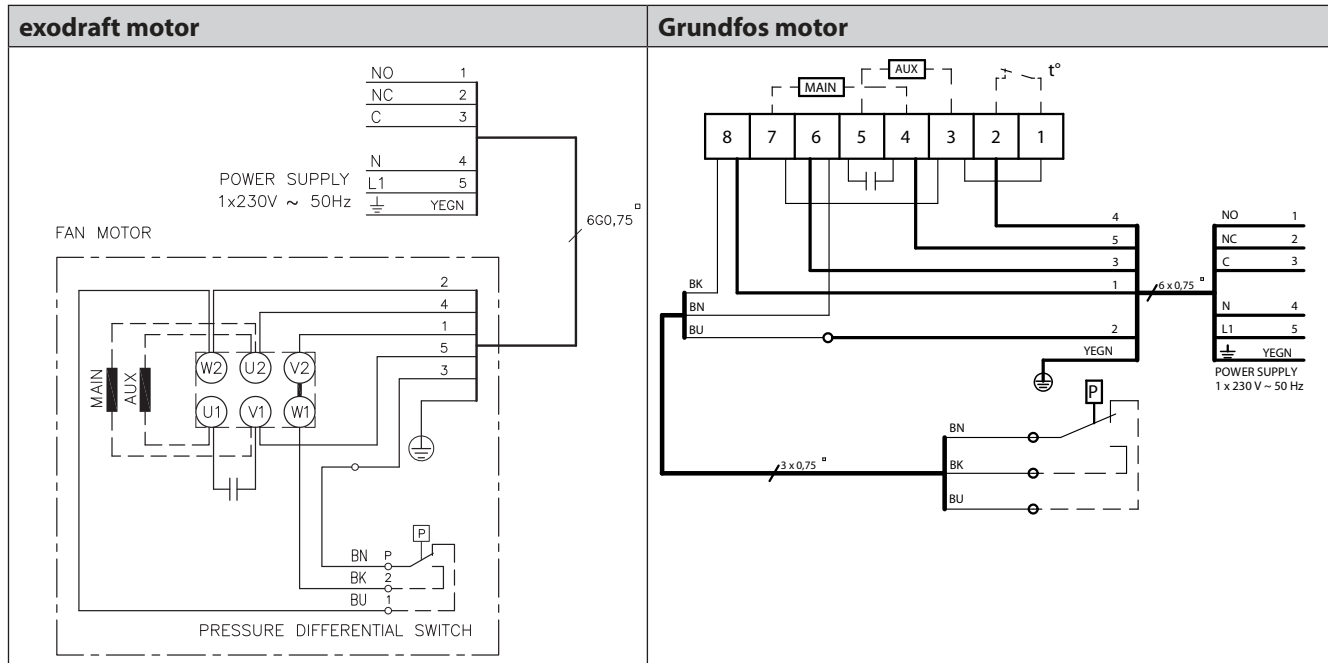 exodraft motor
NO 1
NC 2
C 3
N 4
POWER SUPPLY L1 5
1x230V ~ 50Hz ⏚ YEGN
6G0,75 □
FAN MOTOR
2
4
1
5
3
MAIN
AUX
W2 U2 V2
U1 V1 W1
P
BN P
BK 2
BU 1
PRESSURE DIFFERENTIAL SWITCH
Grundfos motor
AUX
MAIN
t°
8 7 6 5 4 3 2 1
4
5
3
1
2
YEGN
BK
BN
BU
6 x 0,75 □
NO 1
NC 2
C 3
N 4
L1 5
⏚ YEGN
POWER SUPPLY
1 x 230 V ~ 50 Hz
P
3 x 0,75 □
BN
BK
BU